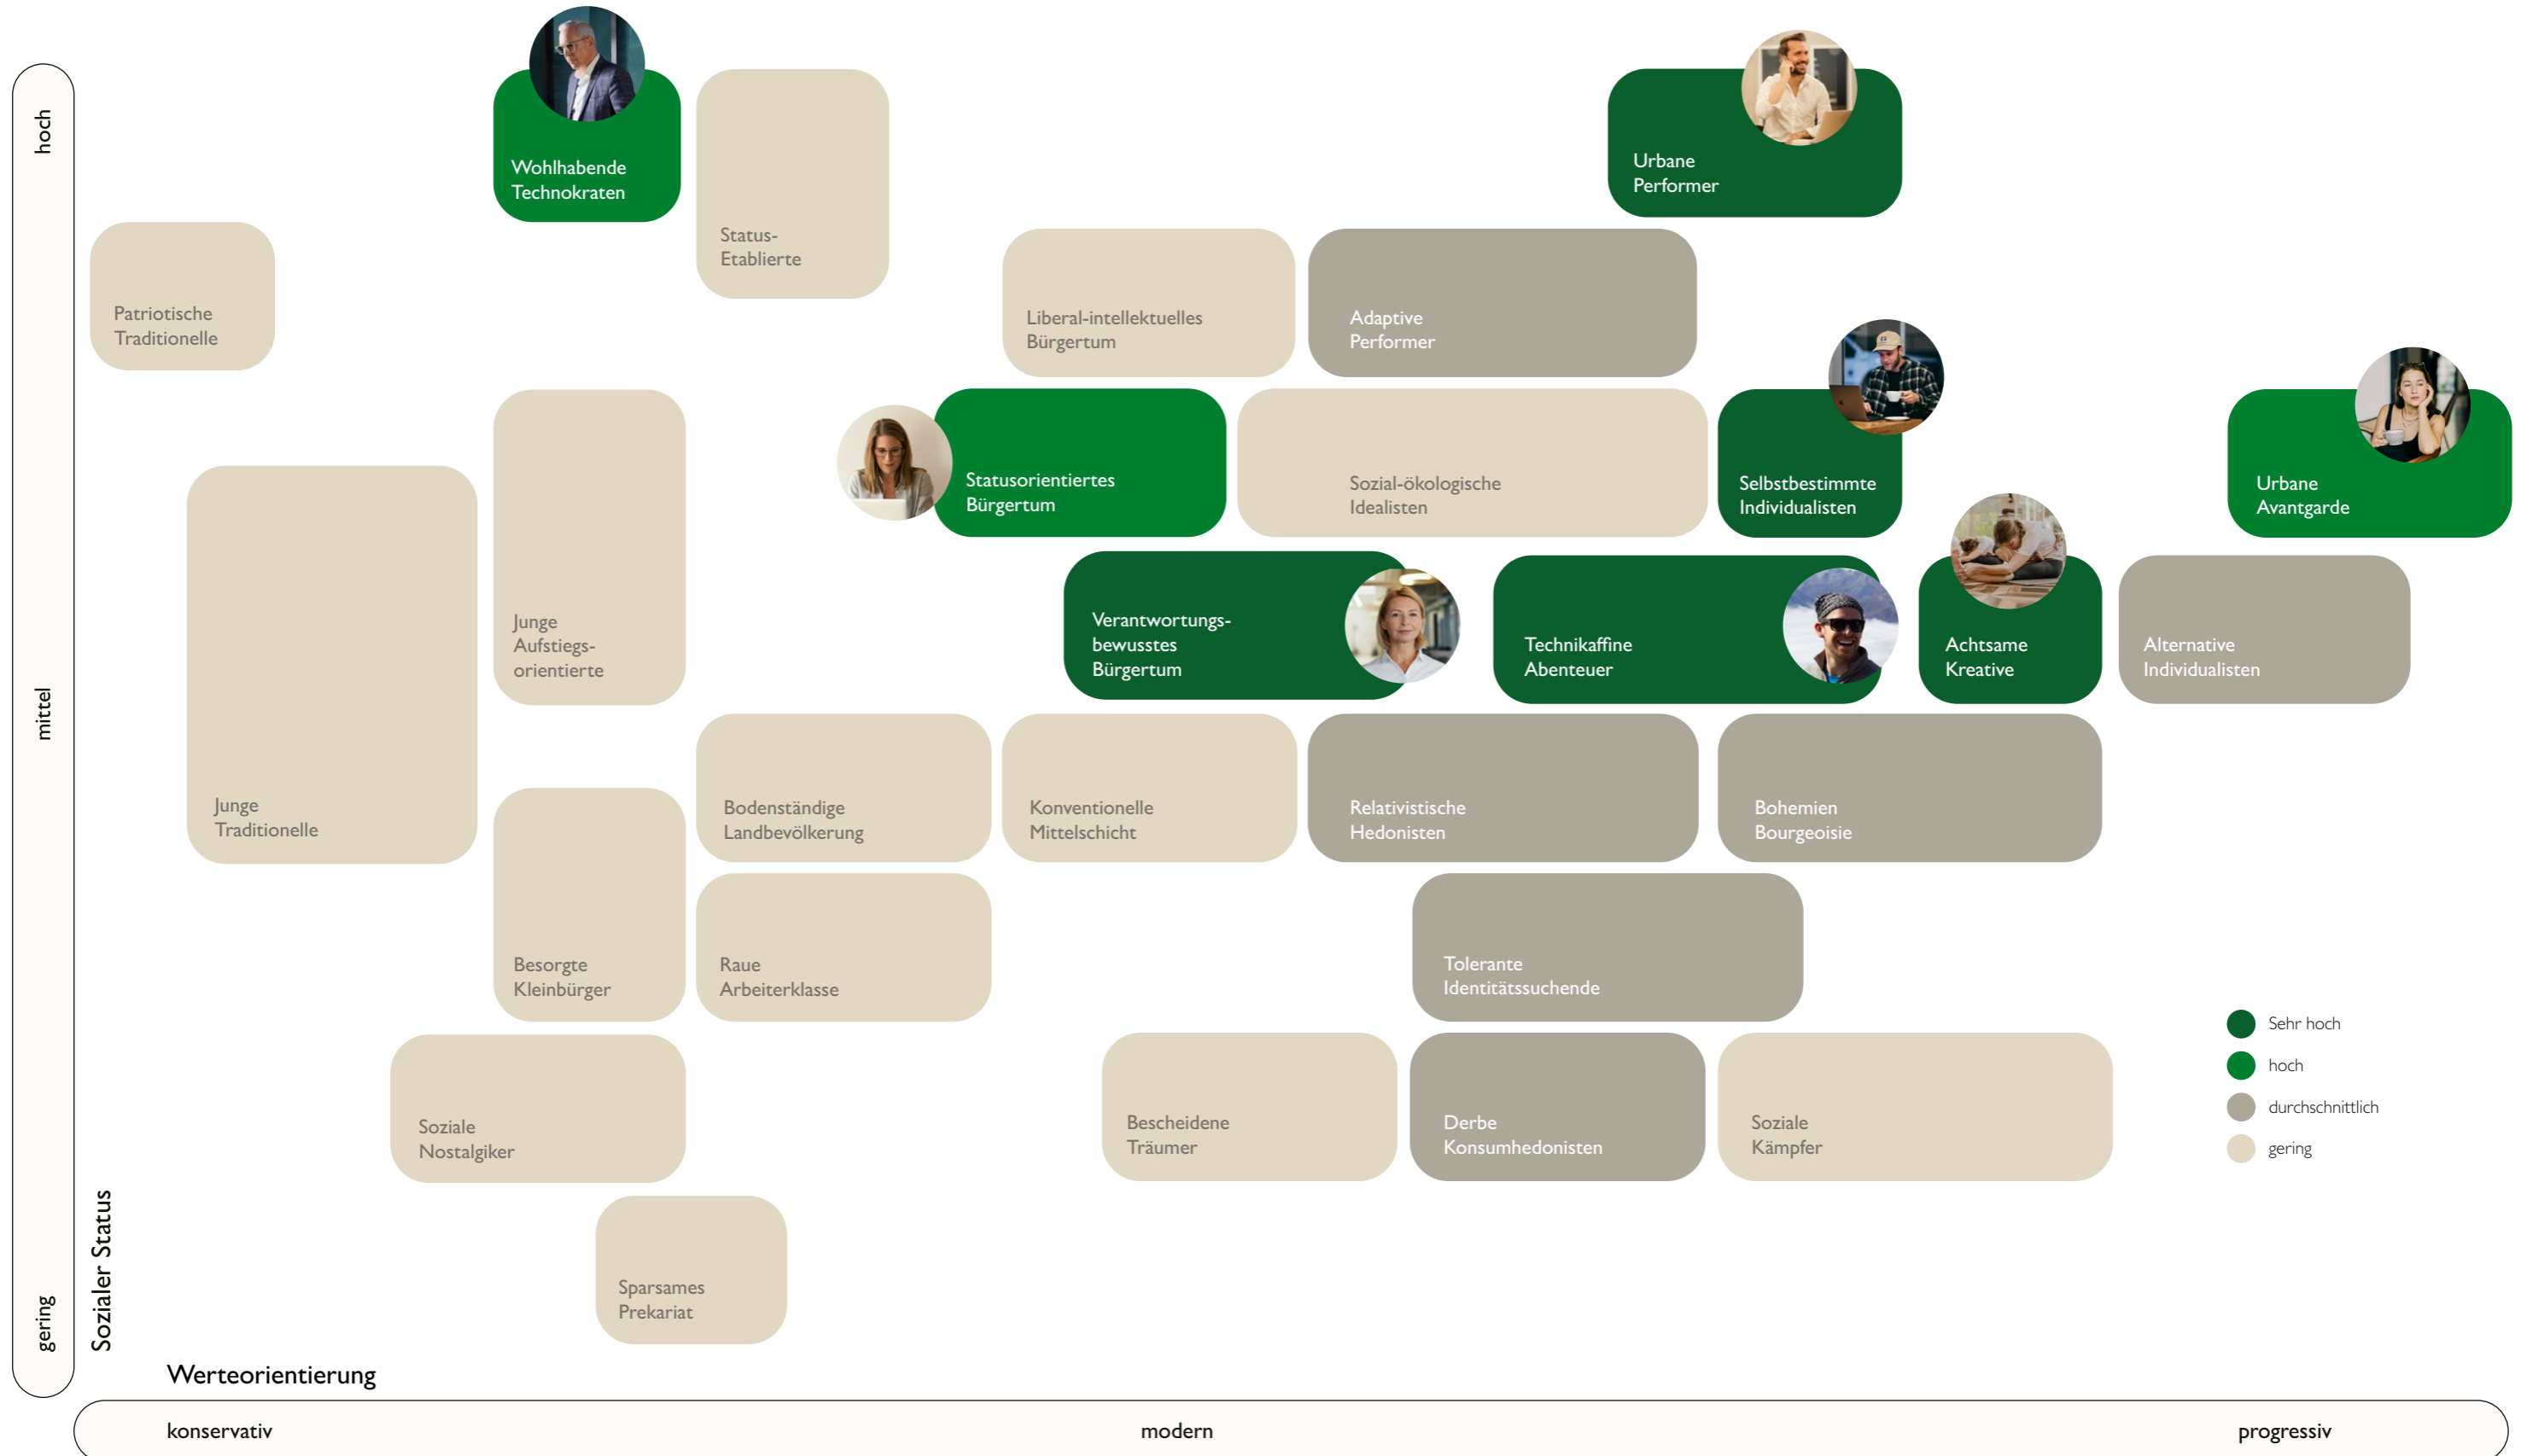 hoch
mittel
gering
Sozialer Status
Wohlhabende
Technokraten
Status-
Etablierte
Urbane
Performer
Patriotische
Traditionelle
Liberal-intellektuelles
Bürgertum
Adaptive
Performer
Junge
Aufstiegs-
orientierte
Statusorientiertes
Bürgertum
Sozial-ökologische
Idealisten
Selbstbestimmte
Individualisten
Urbane
Avantgarde
Junge
Traditionelle
Verantwortungs-
bewusstes
Bürgertum
Technikaffine
Abenteuer
Achtsame
Kreative
Alternative
Individualisten
Besorgte
Kleinbürger
Bodenständige
Landbevölkerung
Konventionelle
Mittelschicht
Relativistische
Hedonisten
Bohemien
Bourgeoisie
Raue
Arbeiterklasse
Tolerante
Identitätssuchende
Soziale
Nostalgiker
Bescheidene
Träumer
Derbe
Konsumhedonisten
Soziale
Kämpfer
Sparsames
Prekariat
Sehr hoch
hoch
durchschnittlich
gering
Werteorientierung
konservativ
modern
progressiv